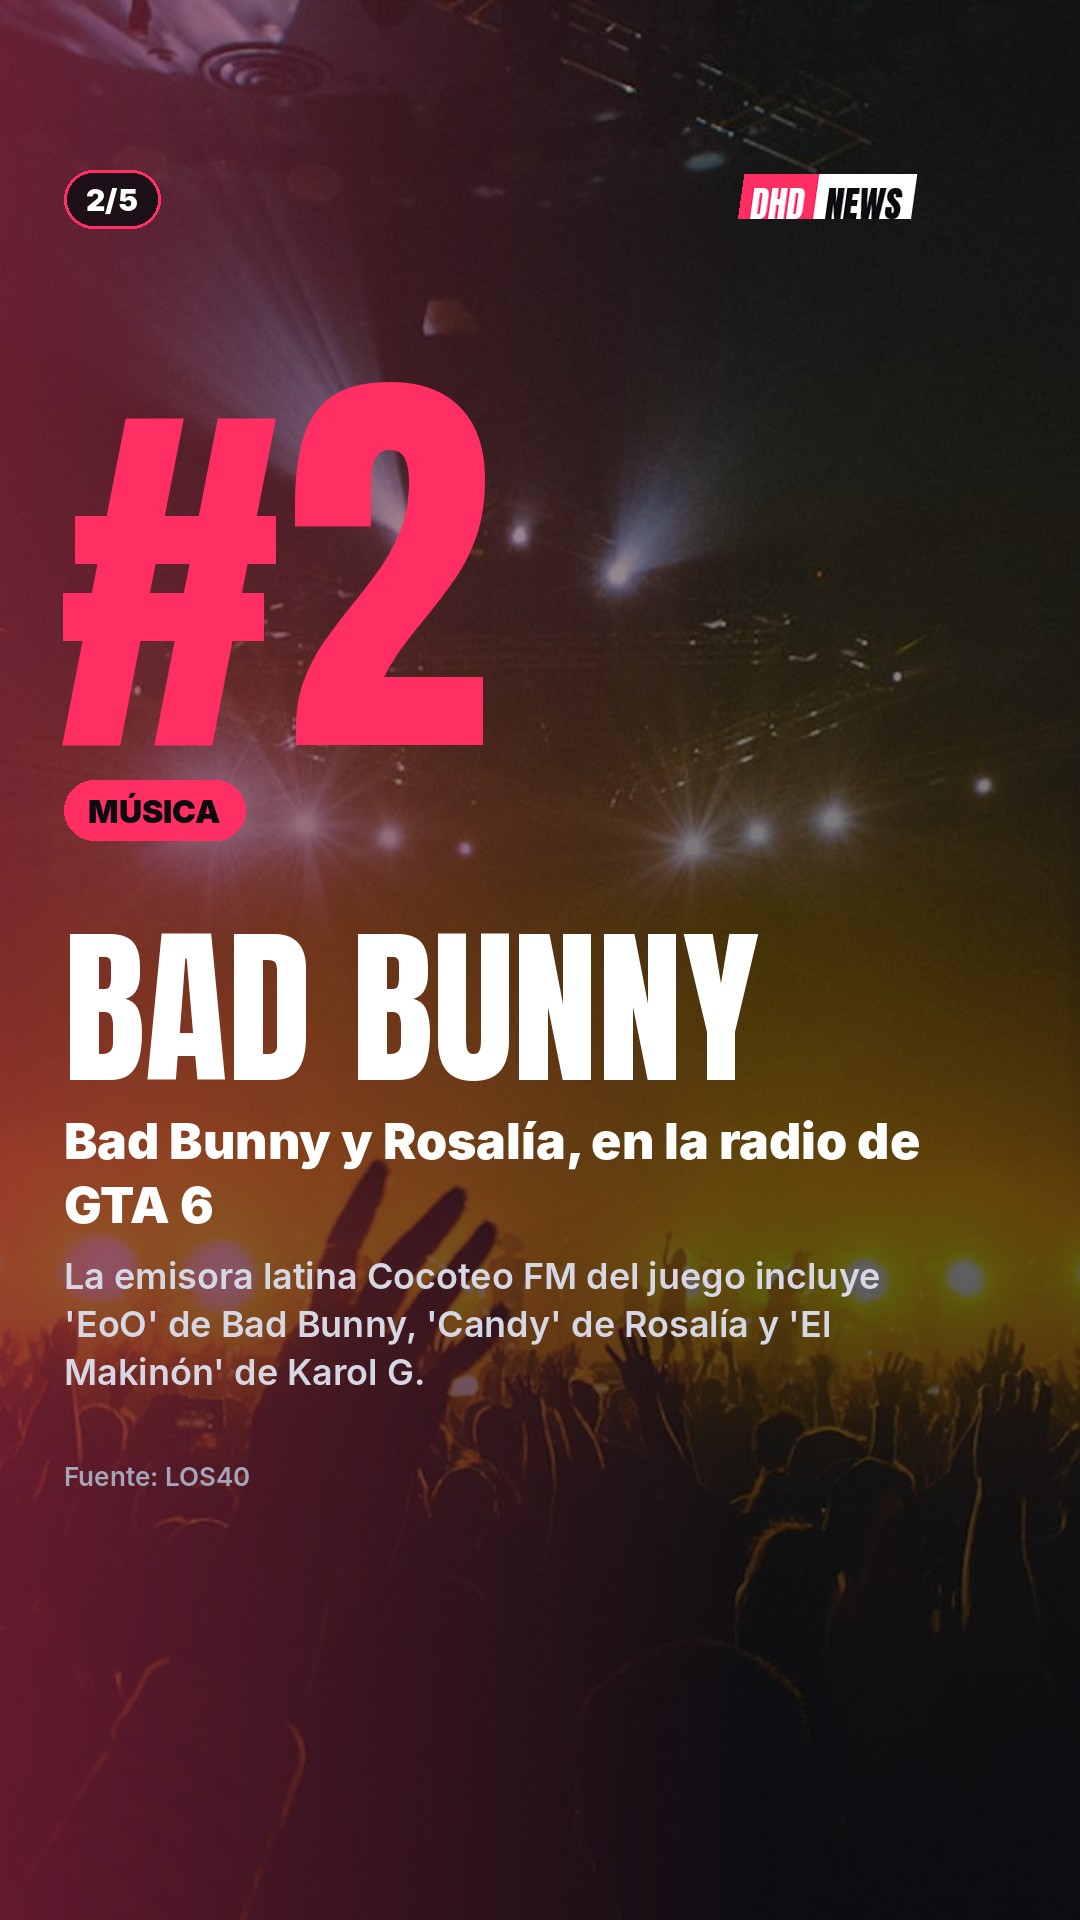 2/5
DHD NEWS
#2
MÚSICA
BAD BUNNY
Bad Bunny y Rosalía, en la radio de
GTA 6
La emisora latina Cocoteo FM del juego incluye
'EoO' de Bad Bunny, 'Candy' de Rosalía y 'El
Makinón' de Karol G.
Fuente: LOS40